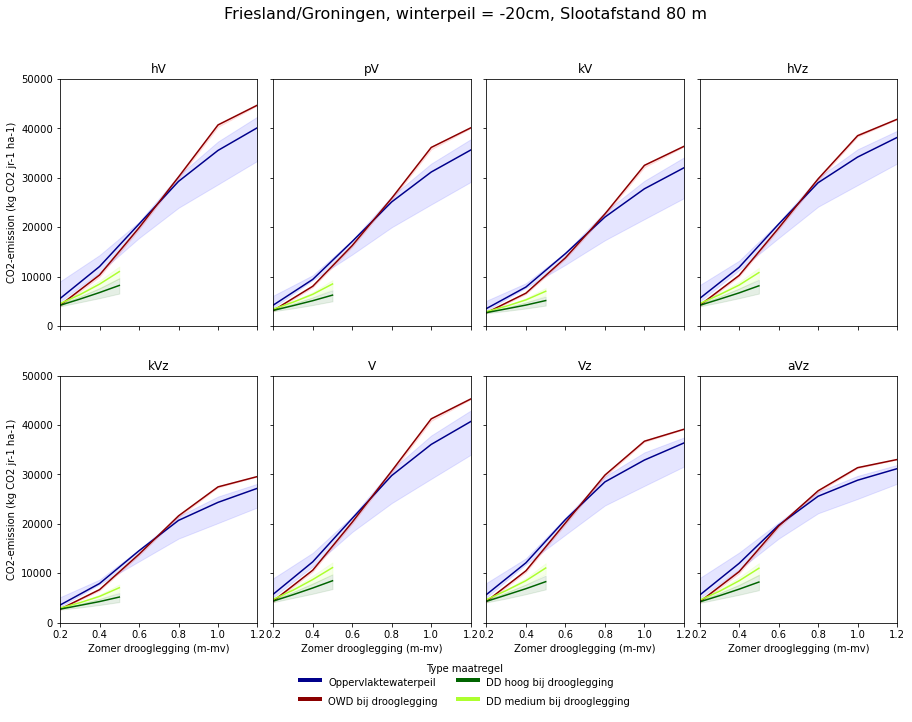 Friesland/Groningen, winterpeil = -20cm, Slootafstand 80 m
hV pV kV hVz
50000
40000
30000
20000
10000
0
CO2-emission (kg CO2 jr-1 ha-1)
kVz V Vz aVz
50000
40000
30000
20000
10000
0
CO2-emission (kg CO2 jr-1 ha-1)
0.2 0.4 0.6 0.8 1.0 1.2 0.2 0.4 0.6 0.8 1.0 1.2 0.2 0.4 0.6 0.8 1.0 1.2 0.2 0.4 0.6 0.8 1.0 1.2
Zomer drooglegging (m-mv) Zomer drooglegging (m-mv) Zomer drooglegging (m-mv) Zomer drooglegging (m-mv)
Type maatregel
Oppervlaktewaterpeil DD hoog bij drooglegging
OWD bij drooglegging DD medium bij drooglegging